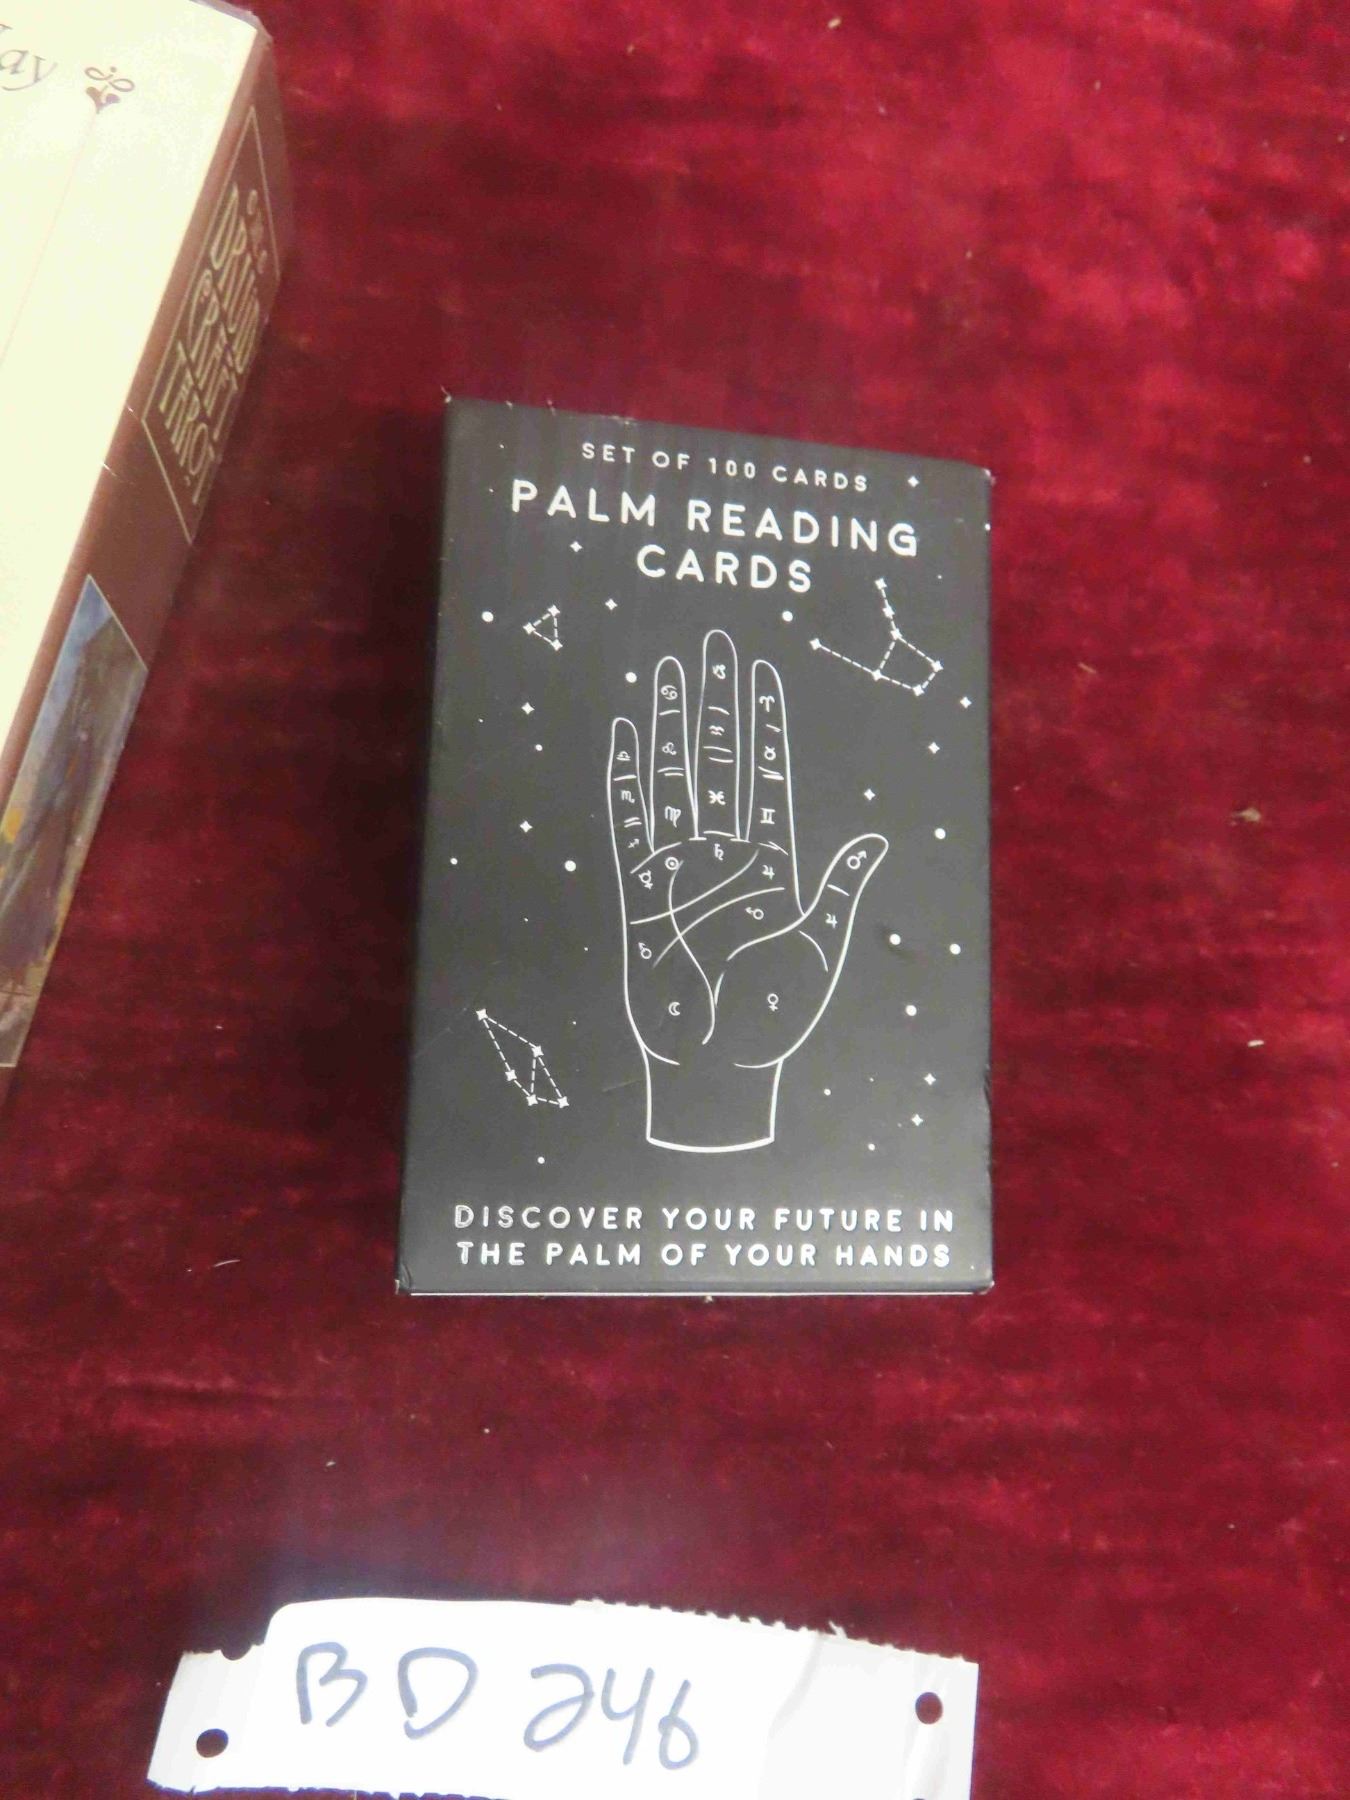 SET OF 100 CARDS
PALM READING
CARDS
DISCOVER YOUR FUTURE IN
THE PALM OF YOUR HANDS
BD 246